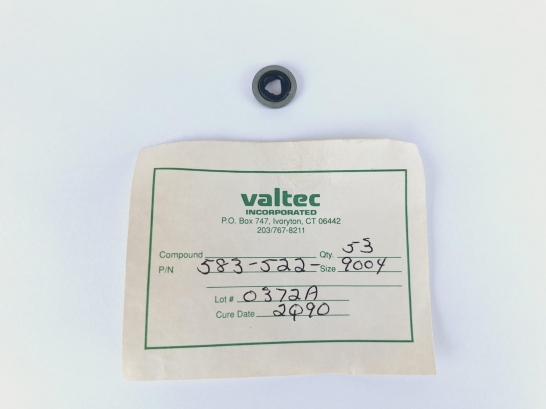 valtec
INCORPORATED
P.O. Box 747, Ivoryton, CT 06442
203/767-8211
Compound Qty. 53
P/N 583-522- Size 9004
Lot # 0372A
Cure Date 2Q90